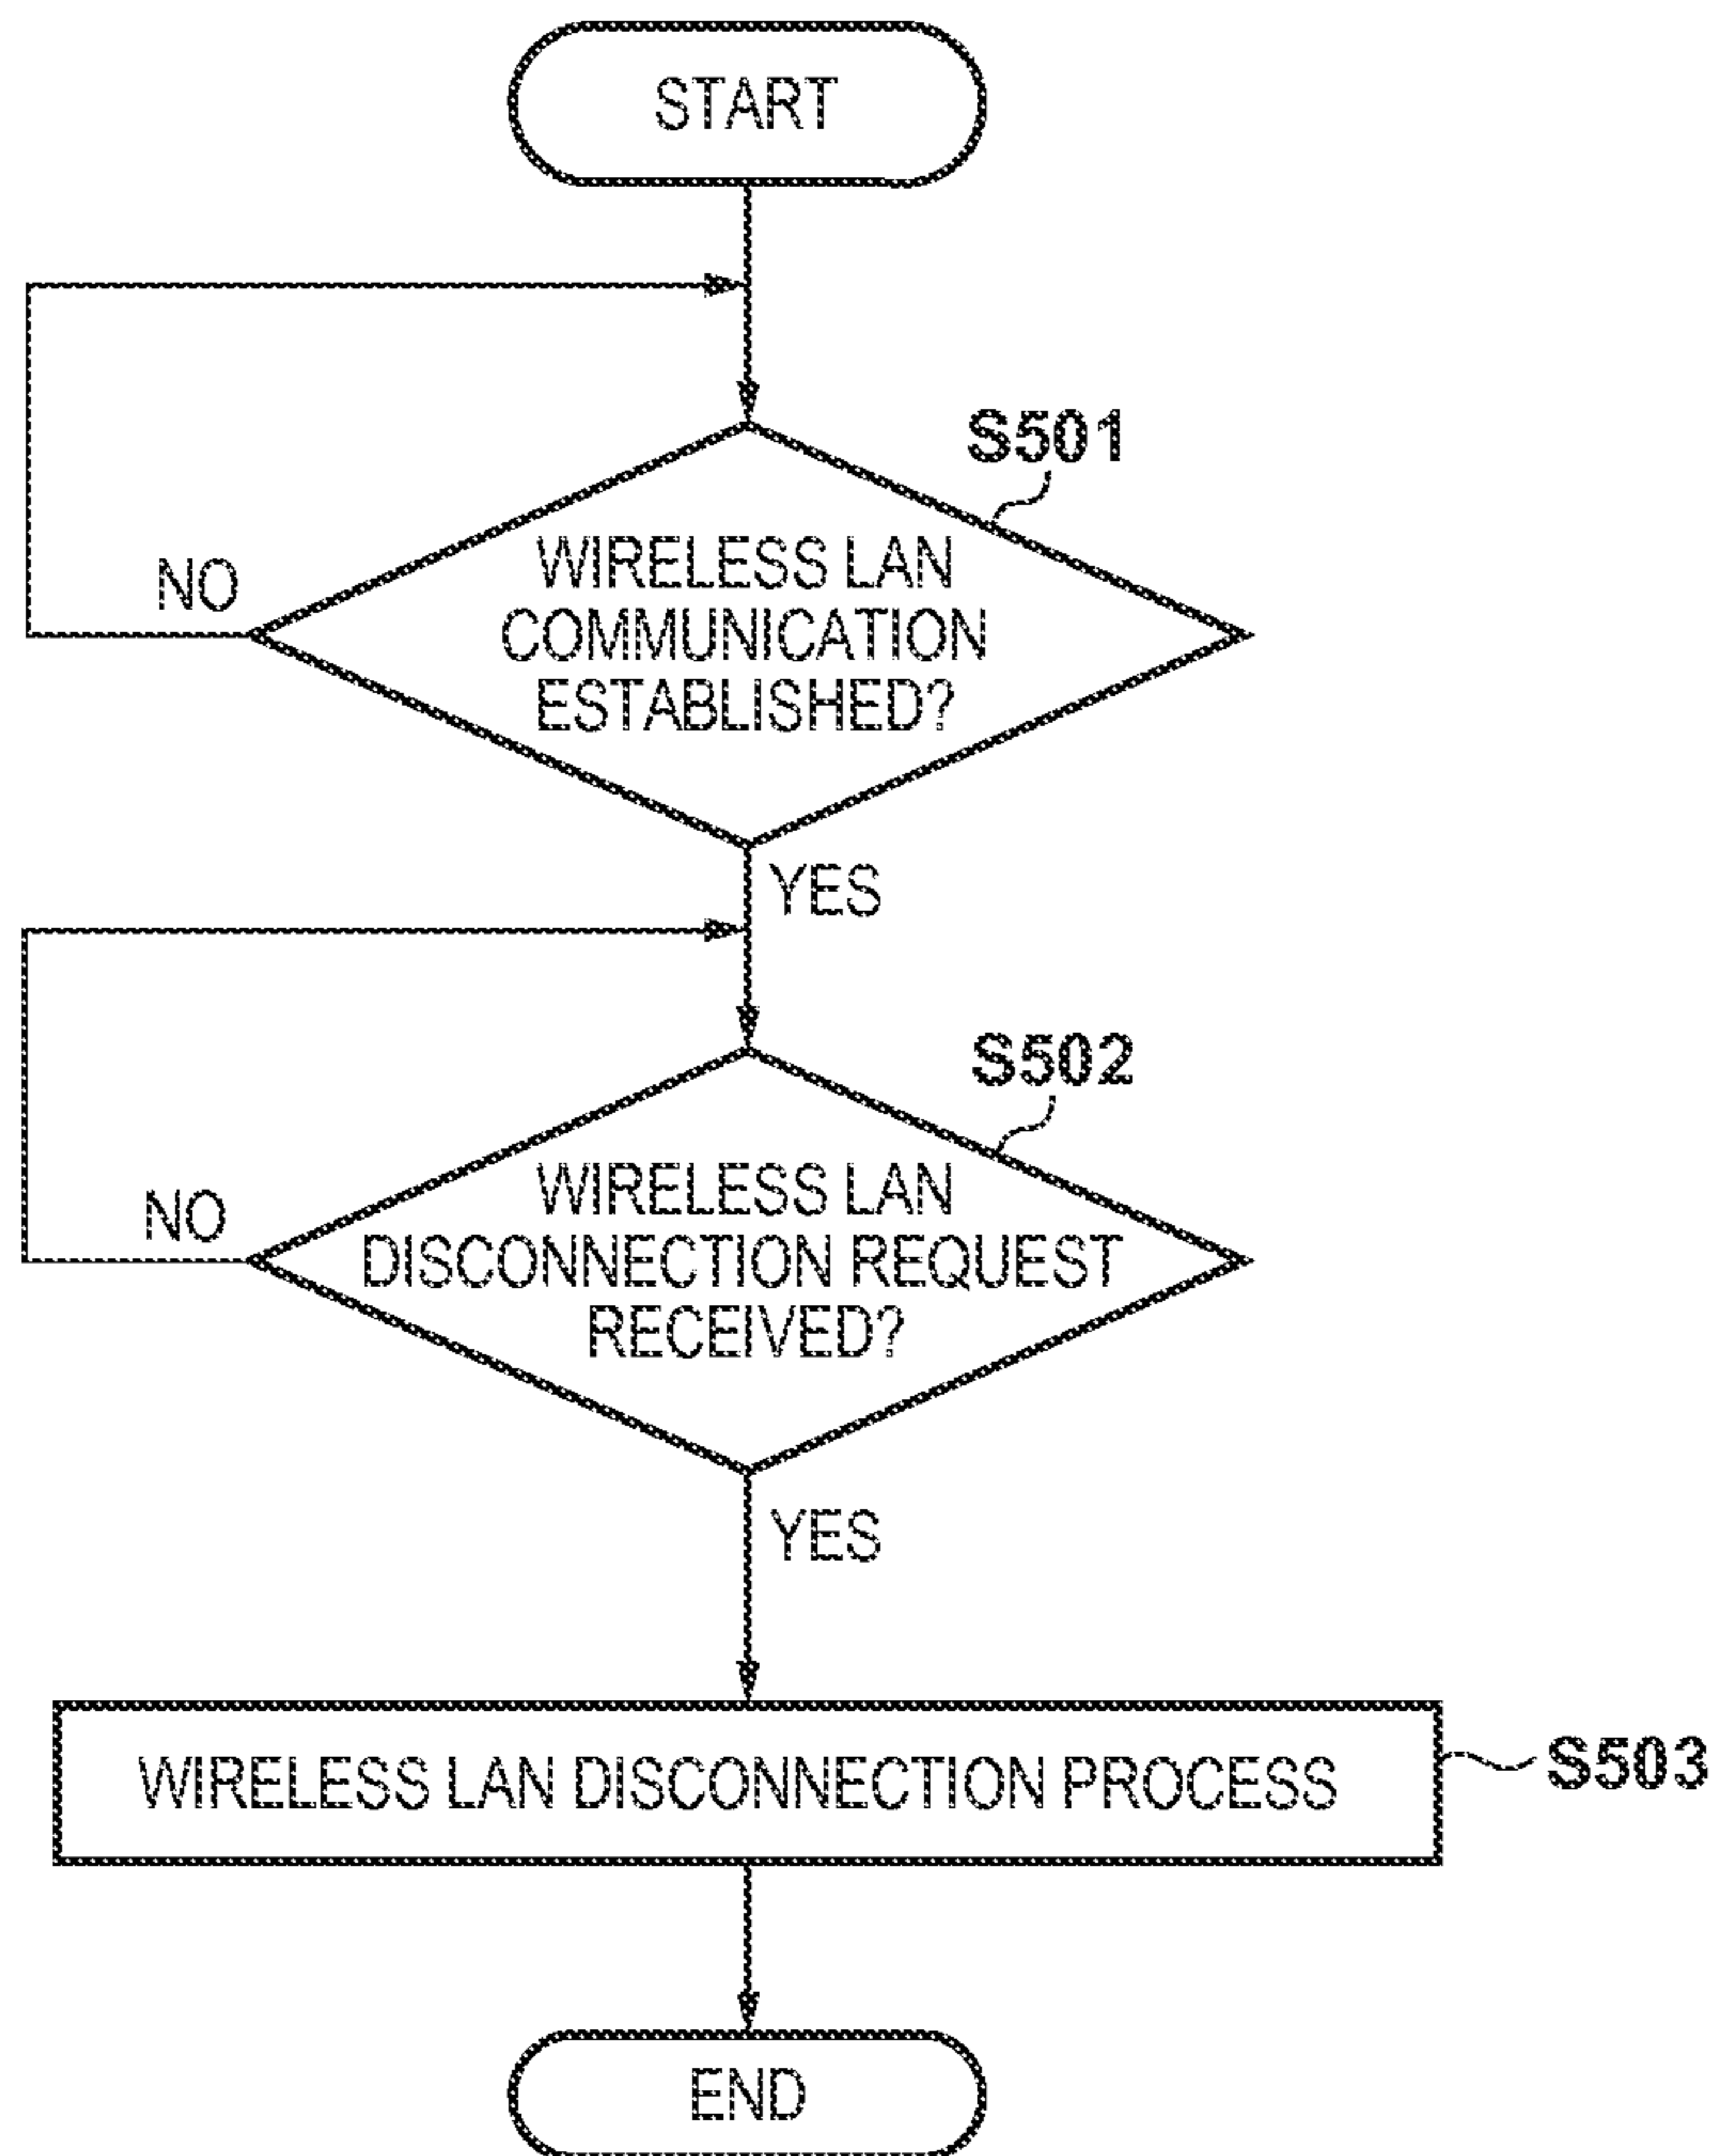 START
S501
WIRELESS LAN
COMMUNICATION
ESTABLISHED?
NO
YES
S502
WIRELESS LAN
DISCONNECTION REQUEST
RECEIVED?
NO
YES
WIRELESS LAN DISCONNECTION PROCESS
S503
END